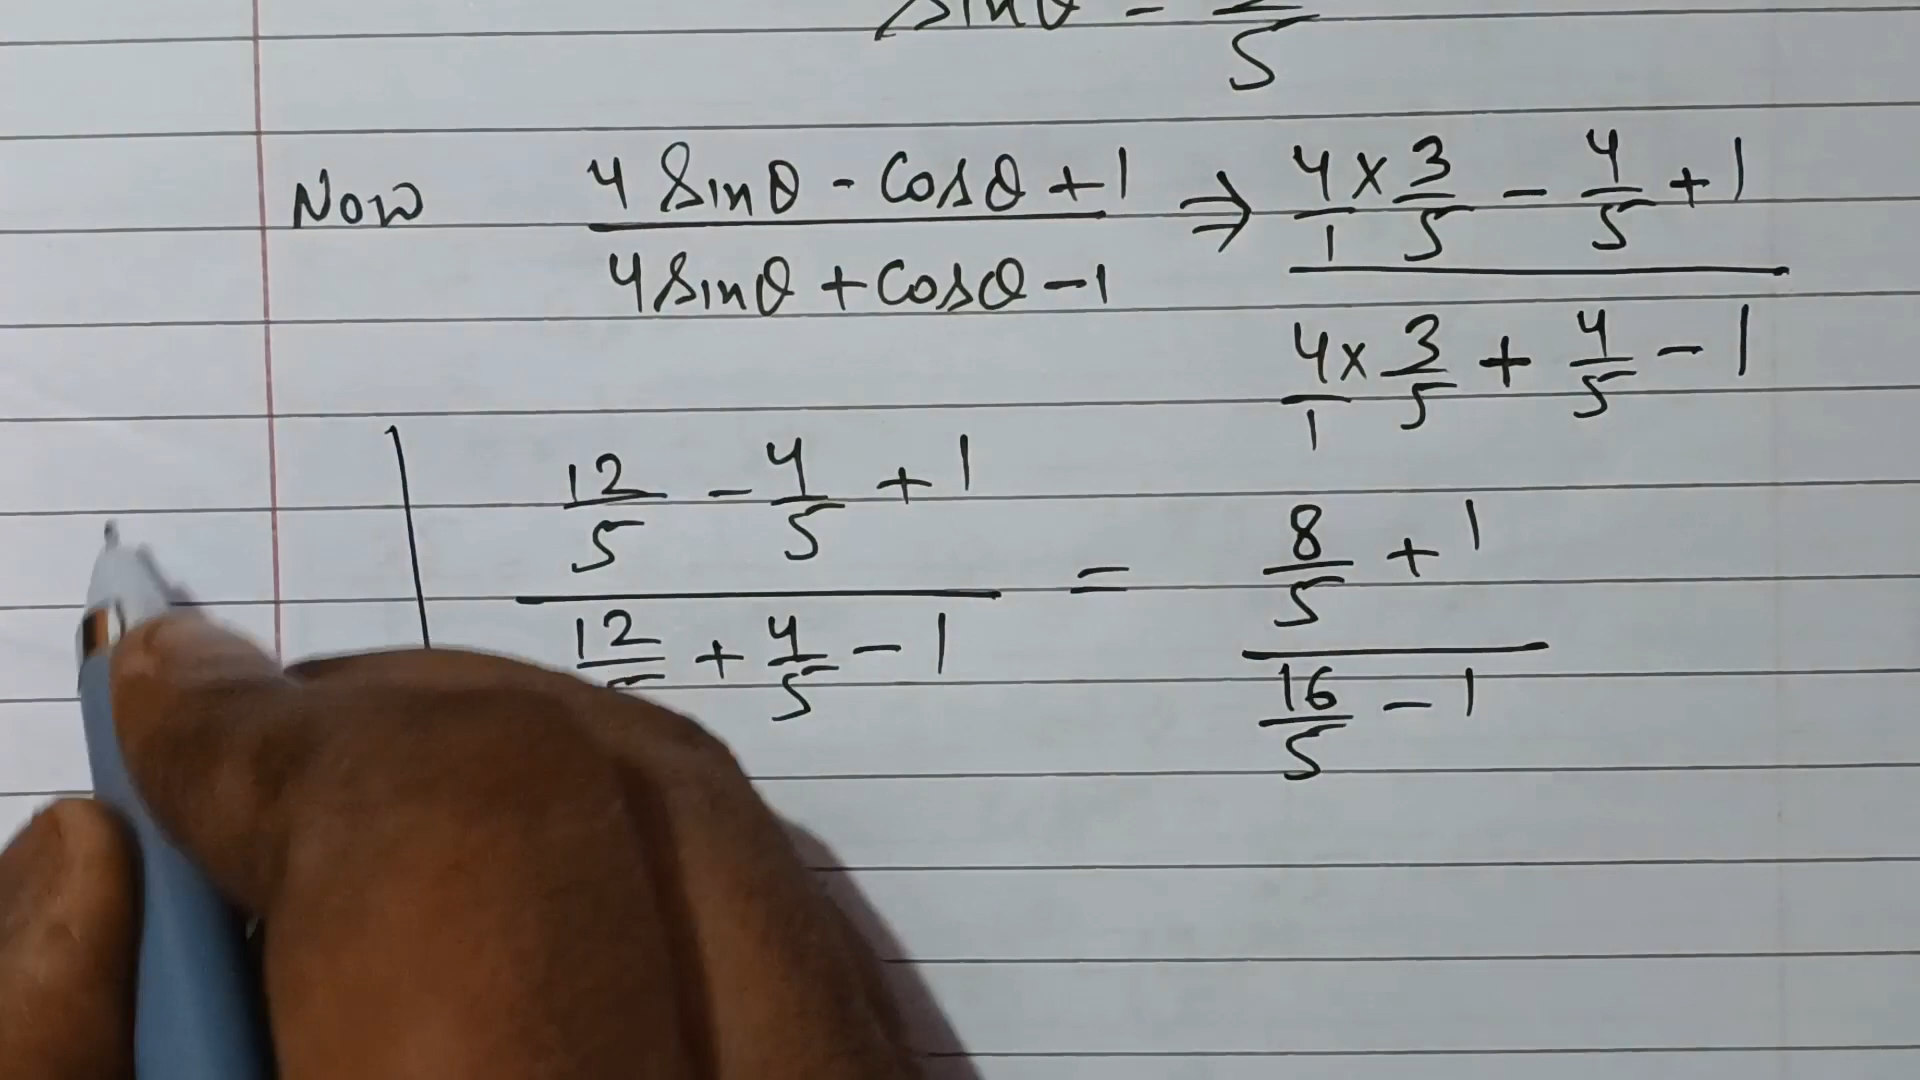 sinθ - /5
Now (4 sinθ - cosθ + 1)/(4 sinθ + cosθ - 1) ⇒ (4/1 × 3/5 - 4/5 + 1)/(4/1 × 3/5 + 4/5 - 1)
(12/5 - 4/5 + 1)/(12/ + 4/5 - 1) = (8/5 + 1)/(16/5 - 1)